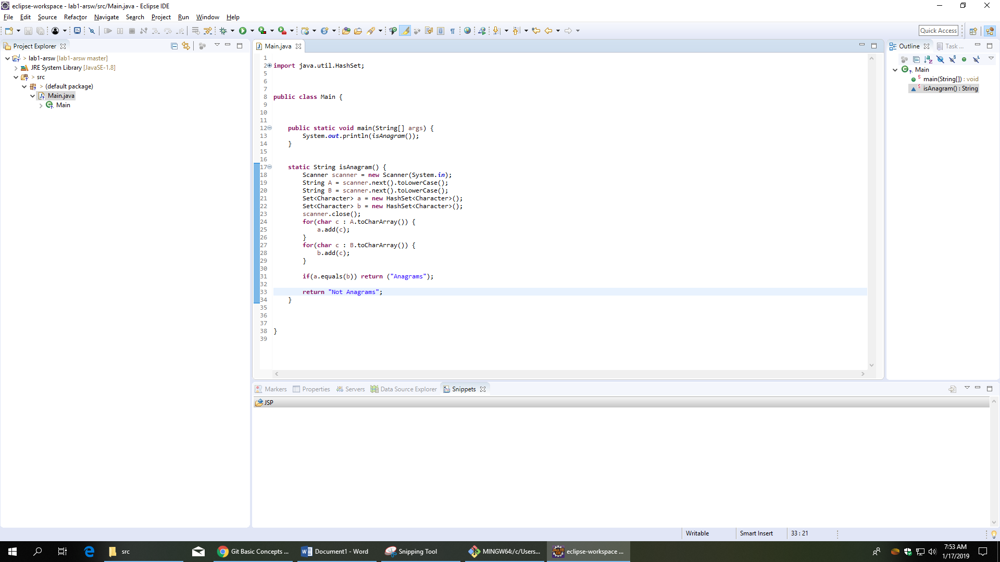 eclipse-workspace - lab1-arsw/src/Main.java - Eclipse IDE
File Edit Source Refactor Navigate Search Project Run Window Help
Quick Access
Project Explorer
> lab1-arsw [lab1-arsw master]
JRE System Library [JavaSE-1.8]
> src
> (default package)
Main.java
Main
Main.java
1
2 import java.util.HashSet;
5
6
7
8 public class Main {
9
10
11
12 public static void main(String[] args) {
13 System.out.println(isAnagram());
14 }
15
16
17 static String isAnagram() {
18 Scanner scanner = new Scanner(System.in);
19 String A = scanner.next().toLowerCase();
20 String B = scanner.next().toLowerCase();
21 Set<Character> a = new HashSet<Character>();
22 Set<Character> b = new HashSet<Character>();
23 scanner.close();
24 for(char c : A.toCharArray()) {
25 a.add(c);
26 }
27 for(char c : B.toCharArray()) {
28 b.add(c);
29 }
30
31 if(a.equals(b)) return ("Anagrams");
32
33 return "Not Anagrams";
34 }
35
36
37
38 }
39
Outline Task ...
Main
main(String[]) : void
isAnagram() : String
Markers Properties Servers Data Source Explorer Snippets
JSP
Writable Smart Insert 33 : 21
src Git Basic Concepts ... Document1 - Word Snipping Tool MINGW64:/c/Users... eclipse-workspace ...
7:53 AM
1/17/2019